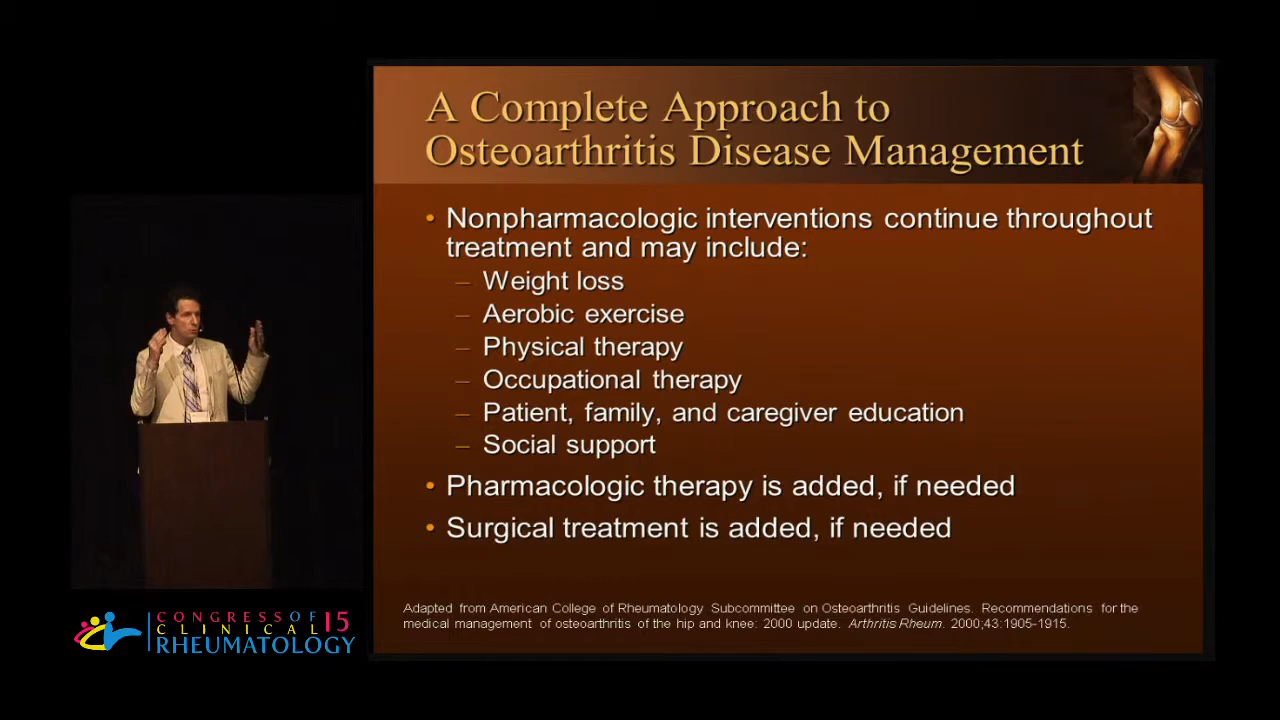 A Complete Approach to
Osteoarthritis Disease Management
• Nonpharmacologic interventions continue throughout
treatment and may include:
– Weight loss
– Aerobic exercise
– Physical therapy
– Occupational therapy
– Patient, family, and caregiver education
– Social support
• Pharmacologic therapy is added, if needed
• Surgical treatment is added, if needed
Adapted from American College of Rheumatology Subcommittee on Osteoarthritis Guidelines. Recommendations for the
medical management of osteoarthritis of the hip and knee: 2000 update. Arthritis Rheum. 2000;43:1905-1915.
CONGRESS OF 15
CLINICAL
RHEUMATOLOGY